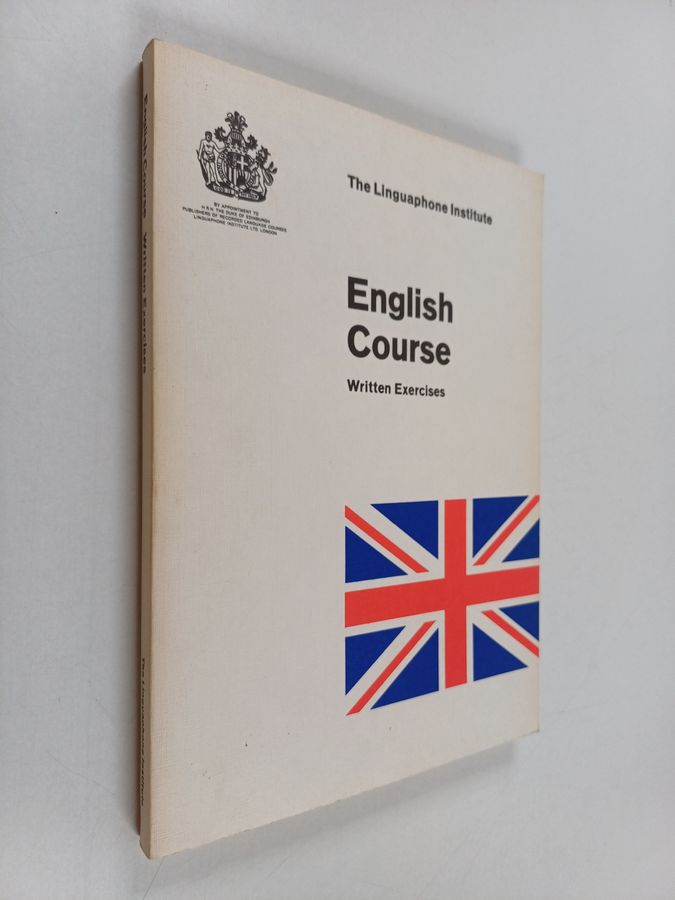 BY APPOINTMENT TO
H R H THE DUKE OF EDINBURGH
PUBLISHERS OF RECORDED LANGUAGE COURSES
LINGUAPHONE INSTITUTE LTD LONDON
The Linguaphone Institute
English
Course
Written Exercises
English Course Written Exercises
The Linguaphone Institute